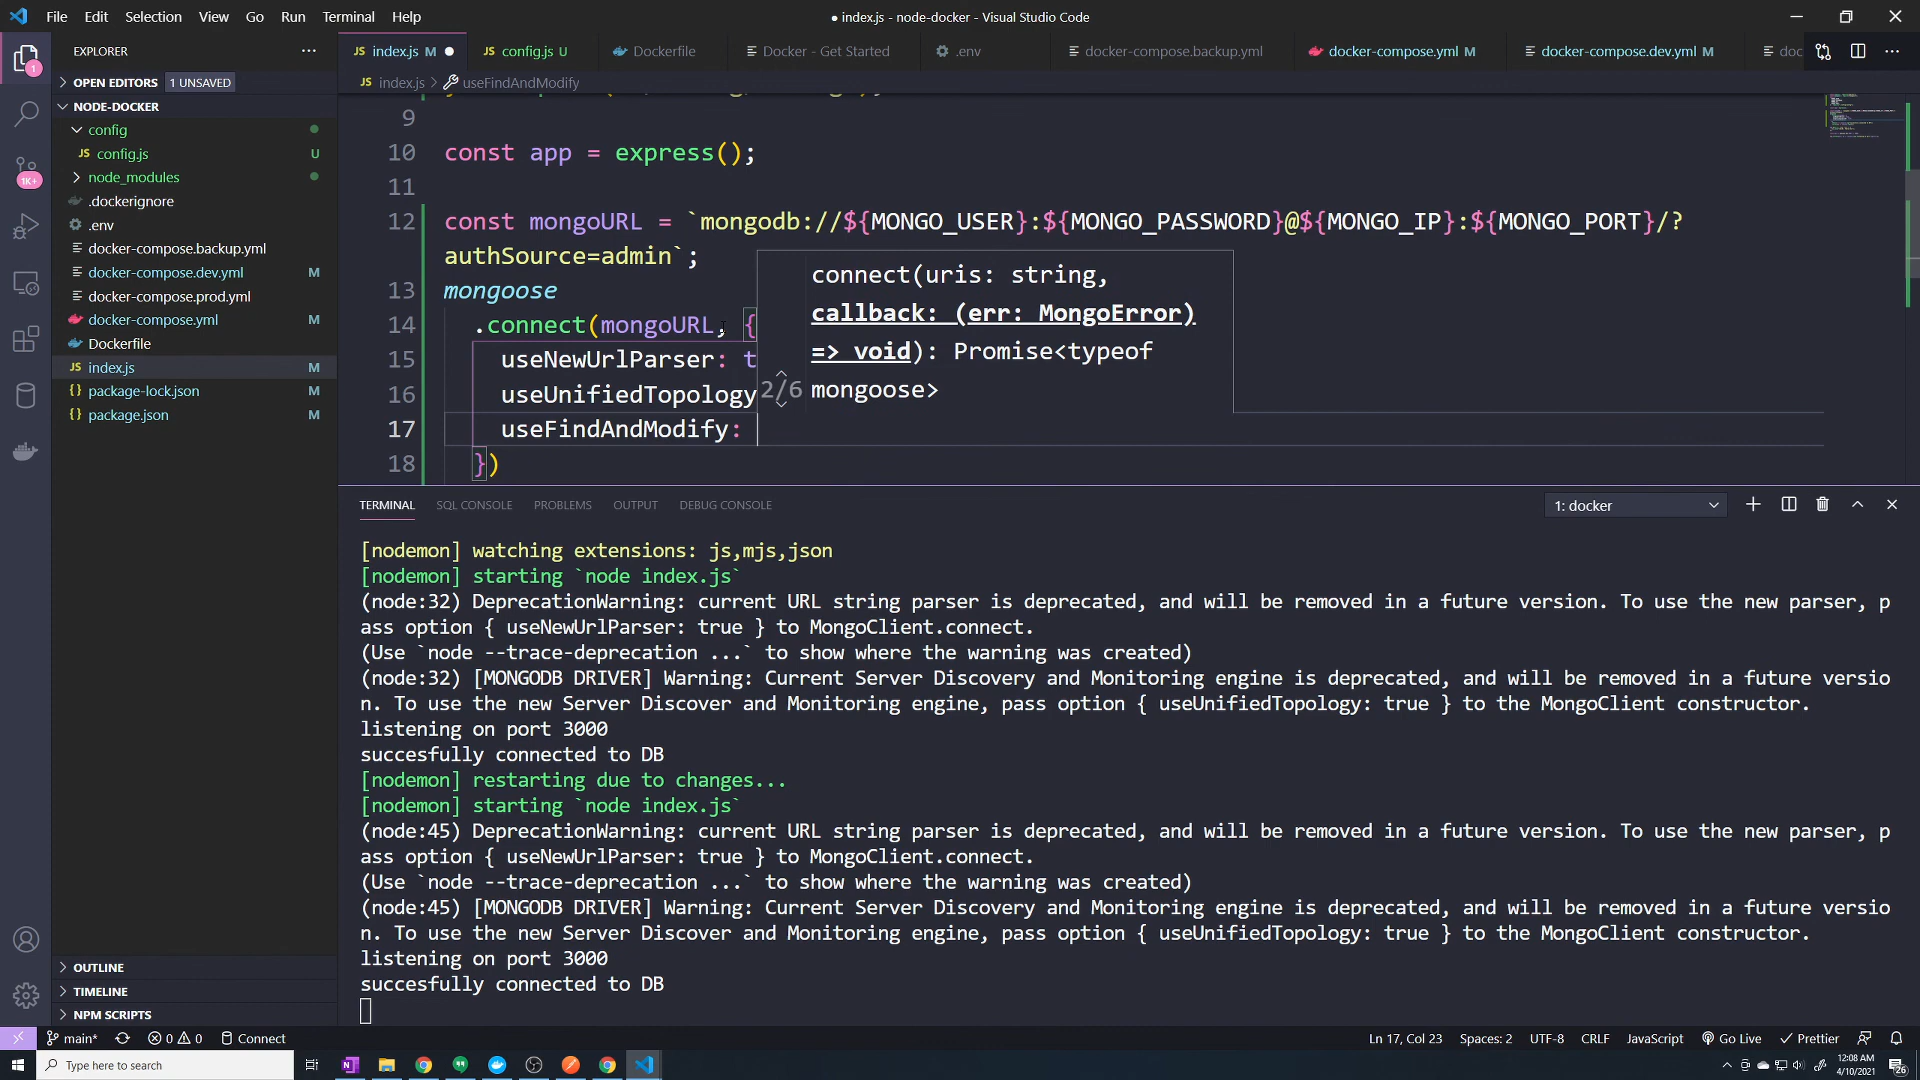 File Edit Selection View Go Run Terminal Help
● index.js - node-docker - Visual Studio Code
EXPLORER
JS index.js M ●
JS config.js U
Dockerfile
Docker - Get Started
.env
docker-compose.backup.yml
docker-compose.yml M
docker-compose.dev.yml M
doc
OPEN EDITORS 1 UNSAVED
JS index.js > useFindAndModify
NODE-DOCKER
config
JS config.js U
node_modules
.dockerignore
.env
docker-compose.backup.yml
docker-compose.dev.yml M
docker-compose.prod.yml
docker-compose.yml M
Dockerfile
JS index.js M
{} package-lock.json M
{} package.json M
OUTLINE
TIMELINE
NPM SCRIPTS
1
1K+
9
10 const app = express();
11
12 const mongoURL = `mongodb://${MONGO_USER}:${MONGO_PASSWORD}@${MONGO_IP}:${MONGO_PORT}/?
authSource=admin`;
13 mongoose
14 .connect(mongoURL, {
15 useNewUrlParser: t
16 useUnifiedTopology
17 useFindAndModify:
18 })
connect(uris: string,
callback: (err: MongoError)
=> void): Promise<typeof
2/6 mongoose>
TERMINAL SQL CONSOLE PROBLEMS OUTPUT DEBUG CONSOLE
1: docker
[nodemon] watching extensions: js,mjs,json
[nodemon] starting `node index.js`
(node:32) DeprecationWarning: current URL string parser is deprecated, and will be removed in a future version. To use the new parser, p
ass option { useNewUrlParser: true } to MongoClient.connect.
(Use `node --trace-deprecation ...` to show where the warning was created)
(node:32) [MONGODB DRIVER] Warning: Current Server Discovery and Monitoring engine is deprecated, and will be removed in a future versio
n. To use the new Server Discover and Monitoring engine, pass option { useUnifiedTopology: true } to the MongoClient constructor.
listening on port 3000
succesfully connected to DB
[nodemon] restarting due to changes...
[nodemon] starting `node index.js`
(node:45) DeprecationWarning: current URL string parser is deprecated, and will be removed in a future version. To use the new parser, p
ass option { useNewUrlParser: true } to MongoClient.connect.
(Use `node --trace-deprecation ...` to show where the warning was created)
(node:45) [MONGODB DRIVER] Warning: Current Server Discovery and Monitoring engine is deprecated, and will be removed in a future versio
n. To use the new Server Discover and Monitoring engine, pass option { useUnifiedTopology: true } to the MongoClient constructor.
listening on port 3000
succesfully connected to DB
main* 0 0 Connect
Ln 17, Col 23 Spaces: 2 UTF-8 CRLF JavaScript Go Live Prettier
Type here to search
12:08 AM
4/10/2021
26